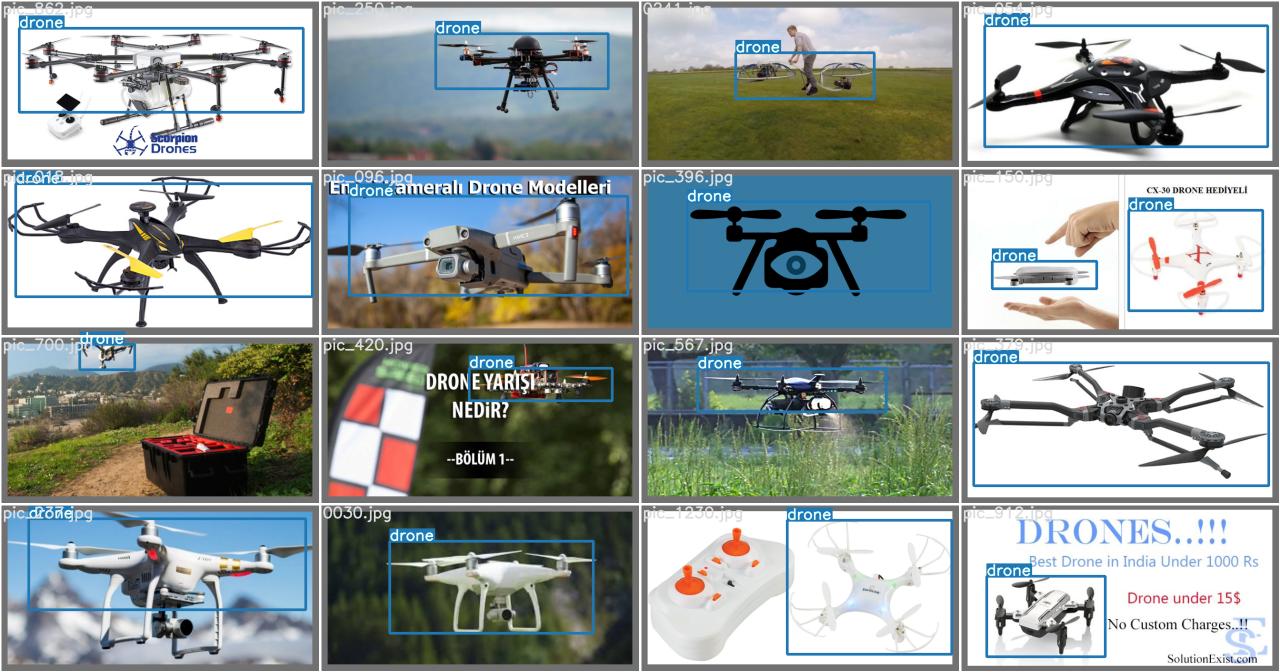 pic_862.jpg
drone
Scorpion
Drones
pic_250.jpg
drone
0241.jpg
drone
pic_054.jpg
drone
pic_018.jpg
drone
pic_096.jpg
drone
Kameralı Drone Modelleri
pic_396.jpg
drone
pic_150.jpg
CX-30 DRONE HEDİYELİ
drone
drone
pic_700.jpg
drone
pic_420.jpg
drone
DRONE YARIŞI
NEDİR?
--BÖLÜM 1--
pic_567.jpg
drone
pic_379.jpg
drone
drone
0030.jpg
drone
pic_1230.jpg
drone
pic_912.jpg
DRONES..!!!
Best Drone in India Under 1000 Rs
drone
Drone under 15$
No Custom Charges..!!
SolutionExist.com